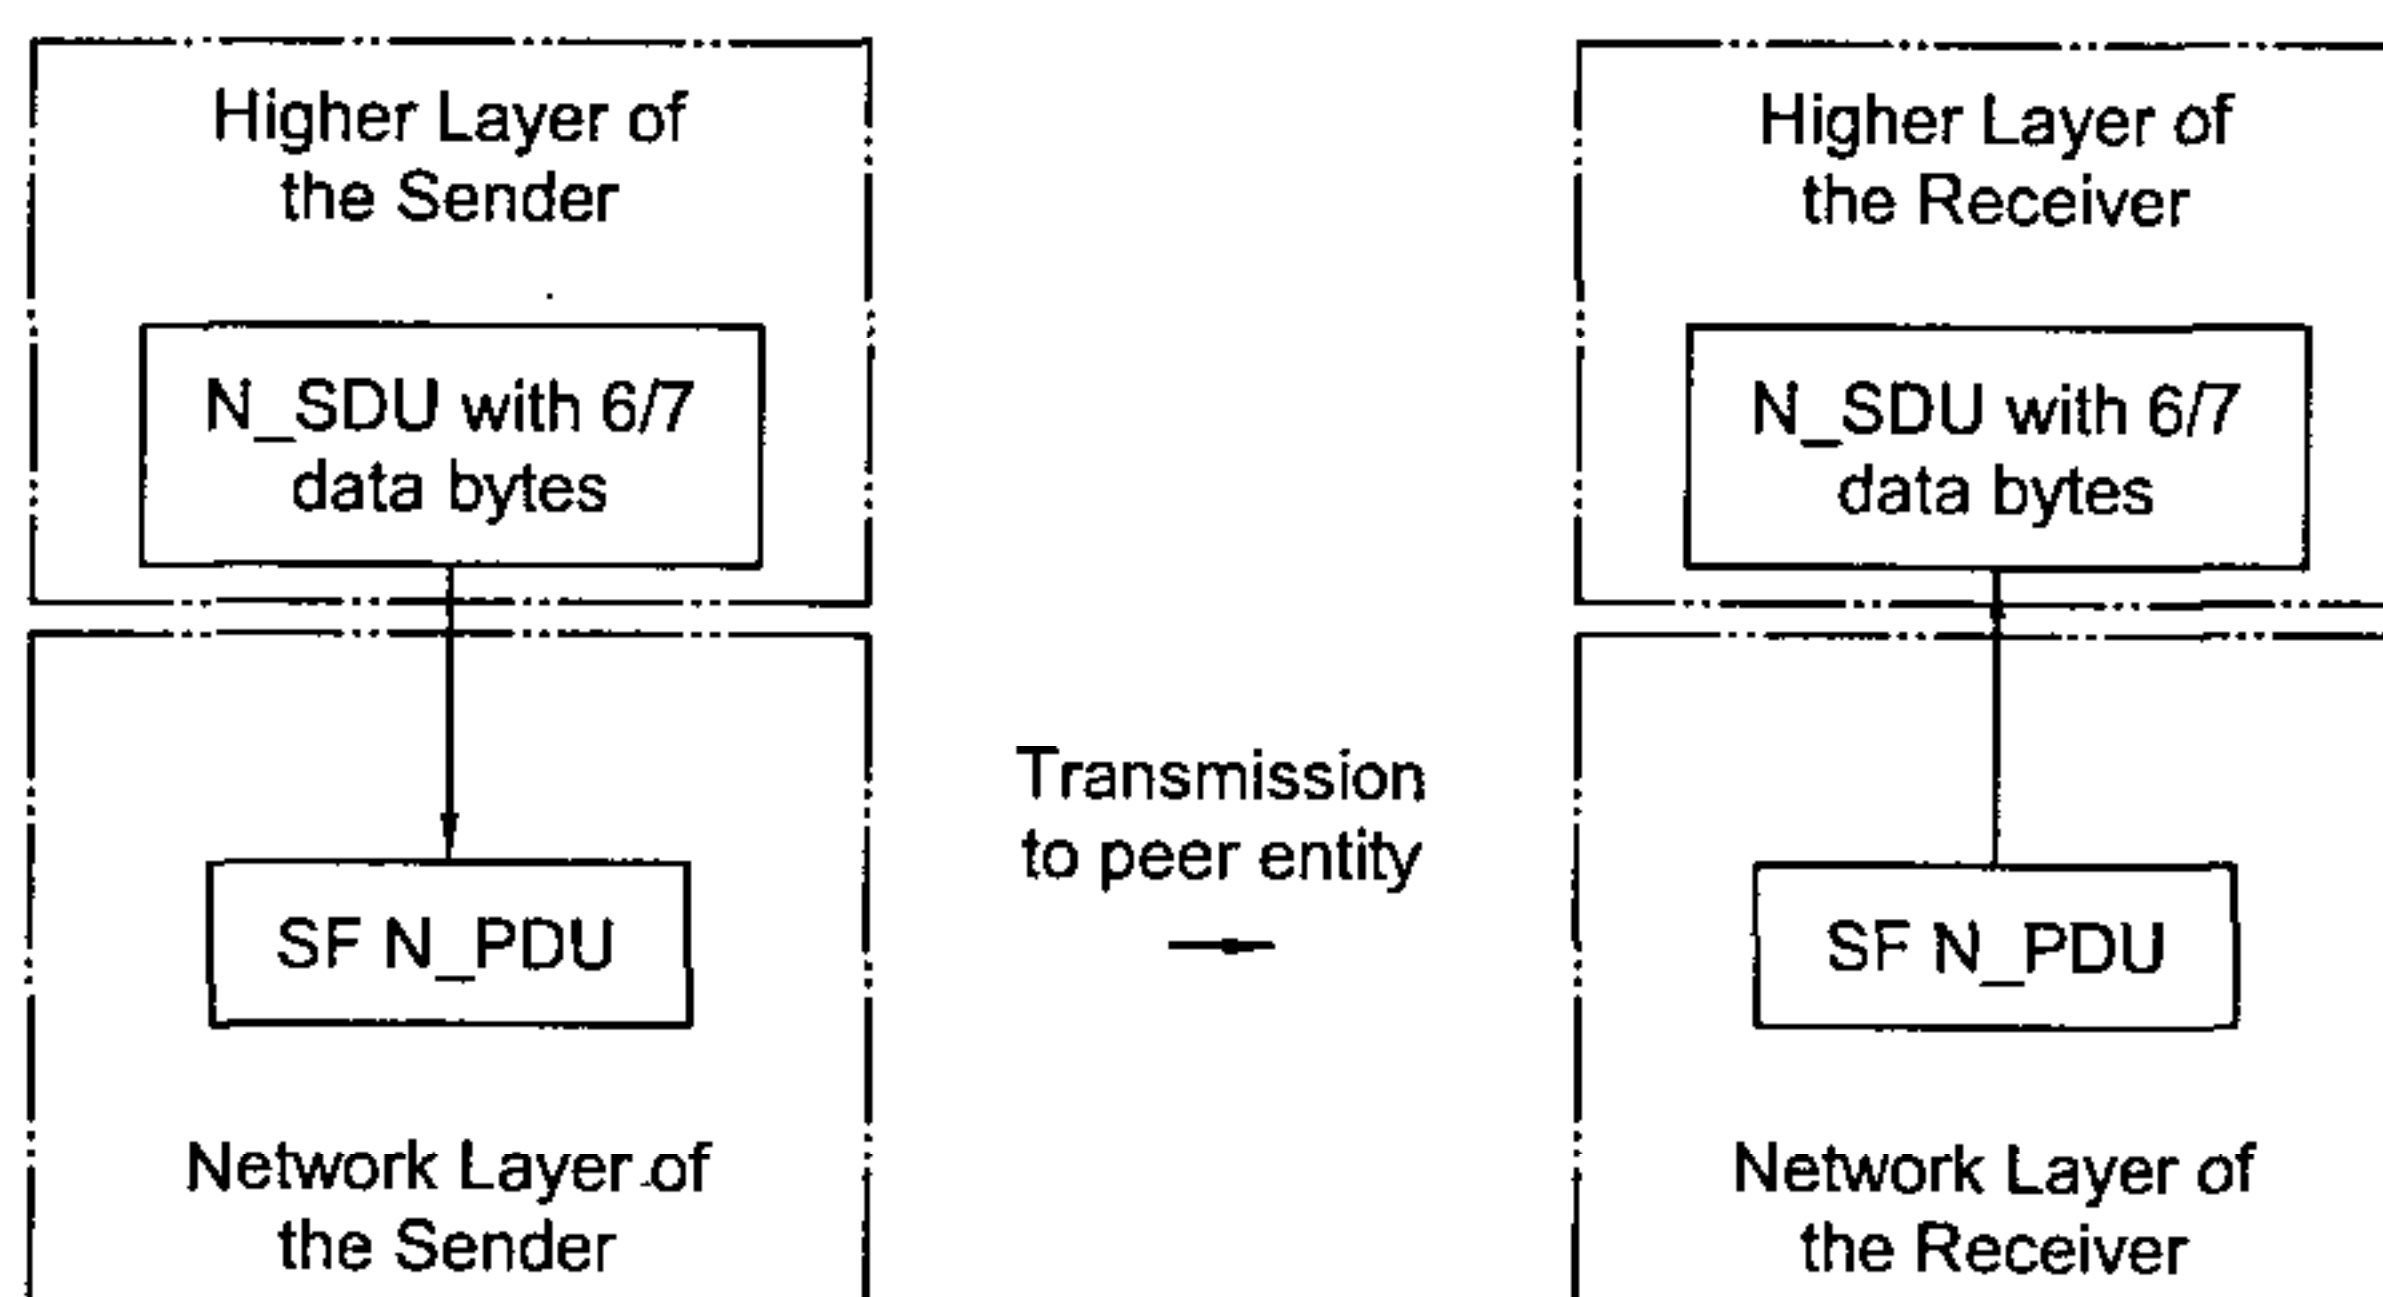 Higher Layer of
the Sender
N_SDU with 6/7
data bytes
SF N_PDU
Network Layer of
the Sender
Transmission
to peer entity
Higher Layer of
the Receiver
N_SDU with 6/7
data bytes
SF N_PDU
Network Layer of
the Receiver